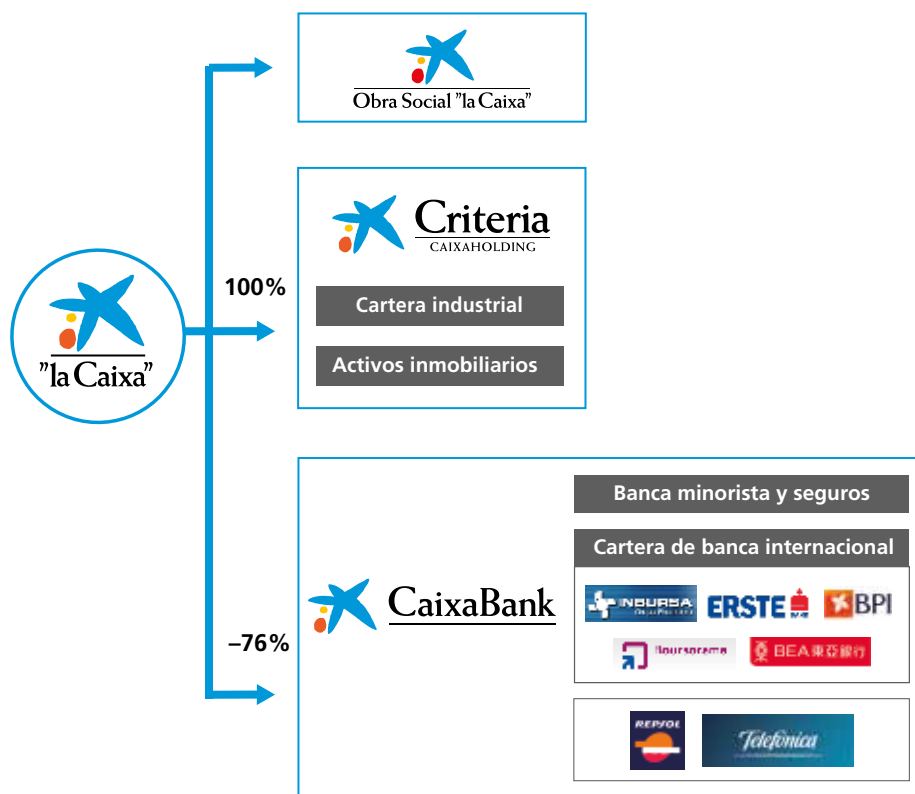 Obra Social "la Caixa"
Criteria
CAIXAHOLDING
100%
Cartera industrial
Activos inmobiliarios
"la Caixa"
Banca minorista y seguros
Cartera de banca internacional
CaixaBank
INBURSA
ERSTE
BPI
–76%
Boursorama
BEA東亞銀行
REPSOL
Telefónica